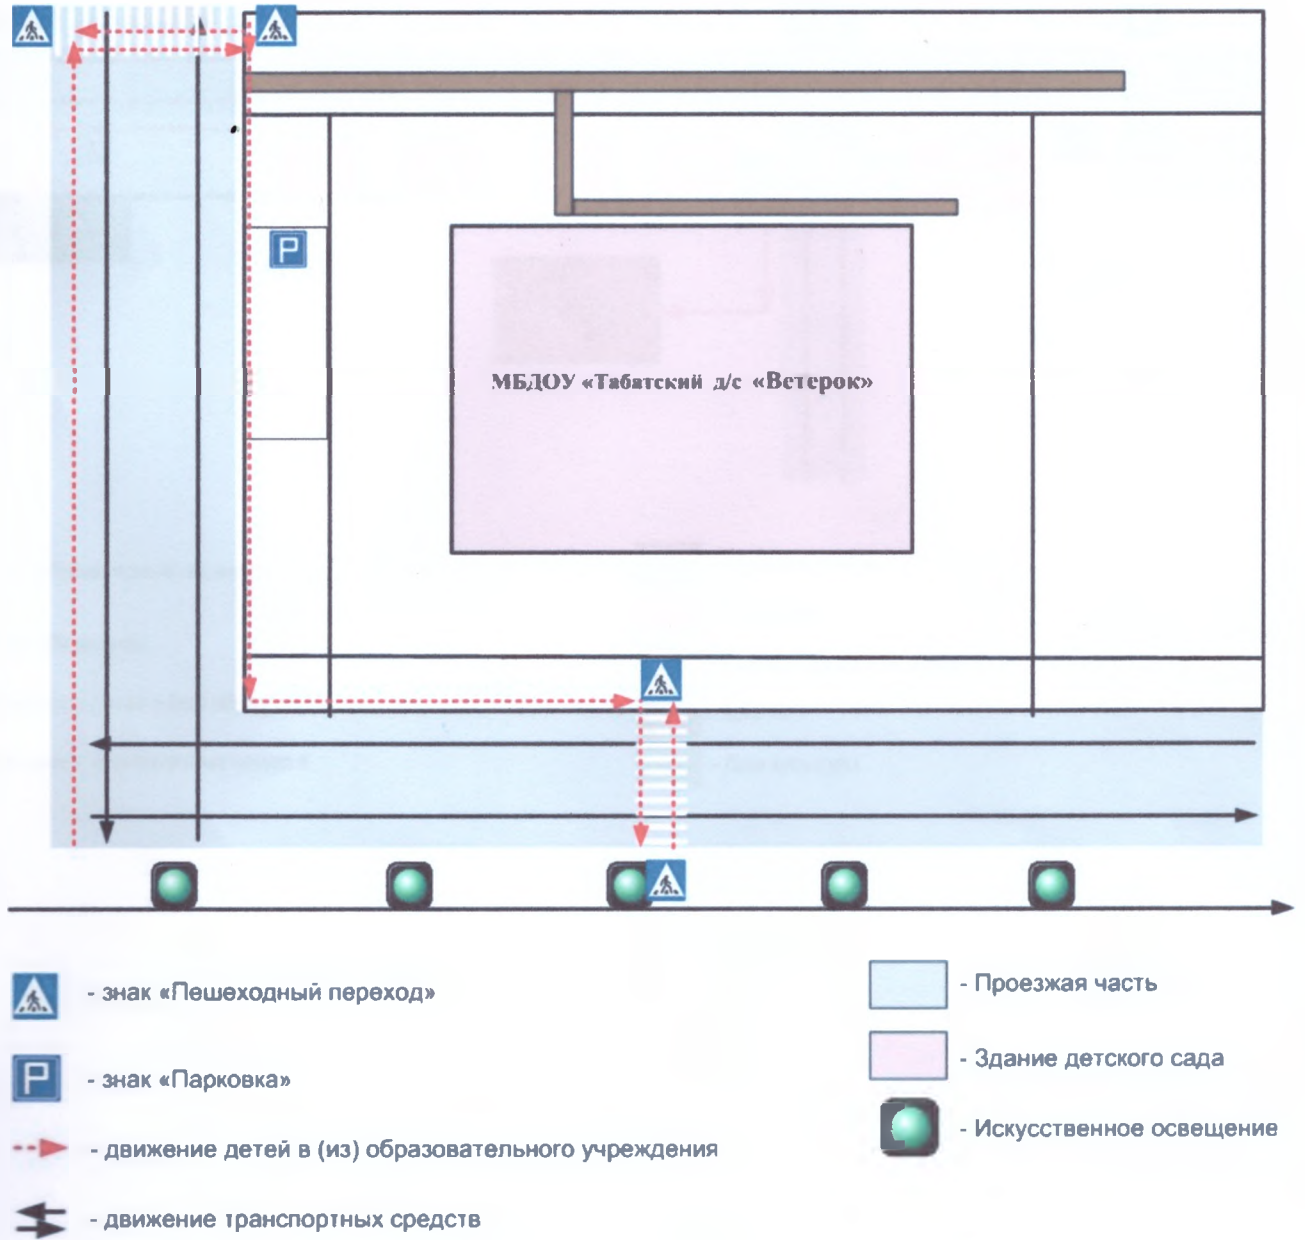 P
МБДОУ «Табатский д/с «Ветерок»
- знак «Пешеходный переход»
P
- знак «Парковка»
- движение детей в (из) образовательного учреждения
- движение транспортных средств
- Проезжая часть
- Здание детского сада
- Искусственное освещение